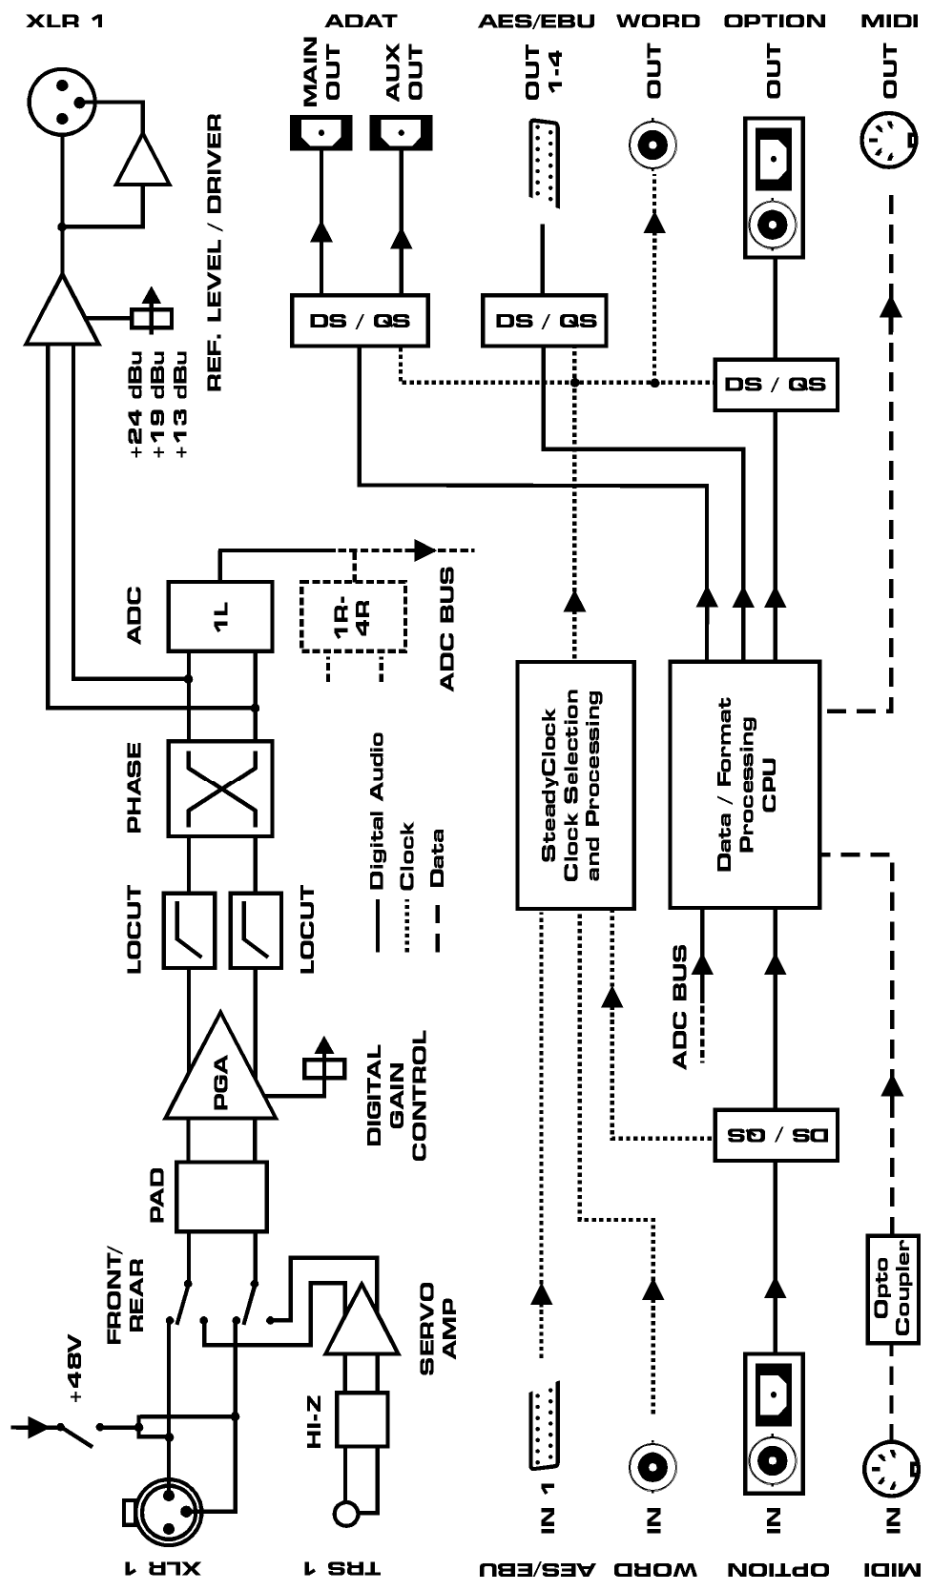 XLR 1
ADAT
AES/EBU
WORD
OPTION
MIDI
MAIN
OUT
AUX
OUT
OUT
1-4
OUT
OUT
OUT
REF. LEVEL / DRIVER
DS / QS
DS / QS
DS / QS
+24 dBu
+19 dBu
+13 dBu
ADC
1L
1R-
4R
ADC BUS
PHASE
SteadyClock
Clock Selection
and Processing
Data / Format
Processing
CPU
Digital Audio
Clock
Data
LOCUT
LOCUT
ADC BUS
PGA
DIGITAL
GAIN
CONTROL
DS / QS
PAD
FRONT/
REAR
Opto
Coupler
+48V
SERVO
AMP
HI-Z
IN 1
IN
IN
IN
XLR 1
TRS 1
AES/EBU
WORD
OPTION
MIDI